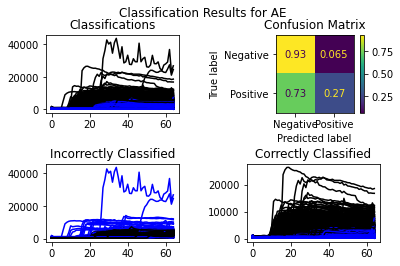 Classification Results for AE
Classifications
40000
20000
0
0 20 40 60
Confusion Matrix
True label
Negative
Positive
0.93 0.065
0.73 0.27
Negative Positive
Predicted label
0.75
0.50
0.25
Incorrectly Classified
40000
20000
0
0 20 40 60
Correctly Classified
20000
10000
0
0 20 40 60